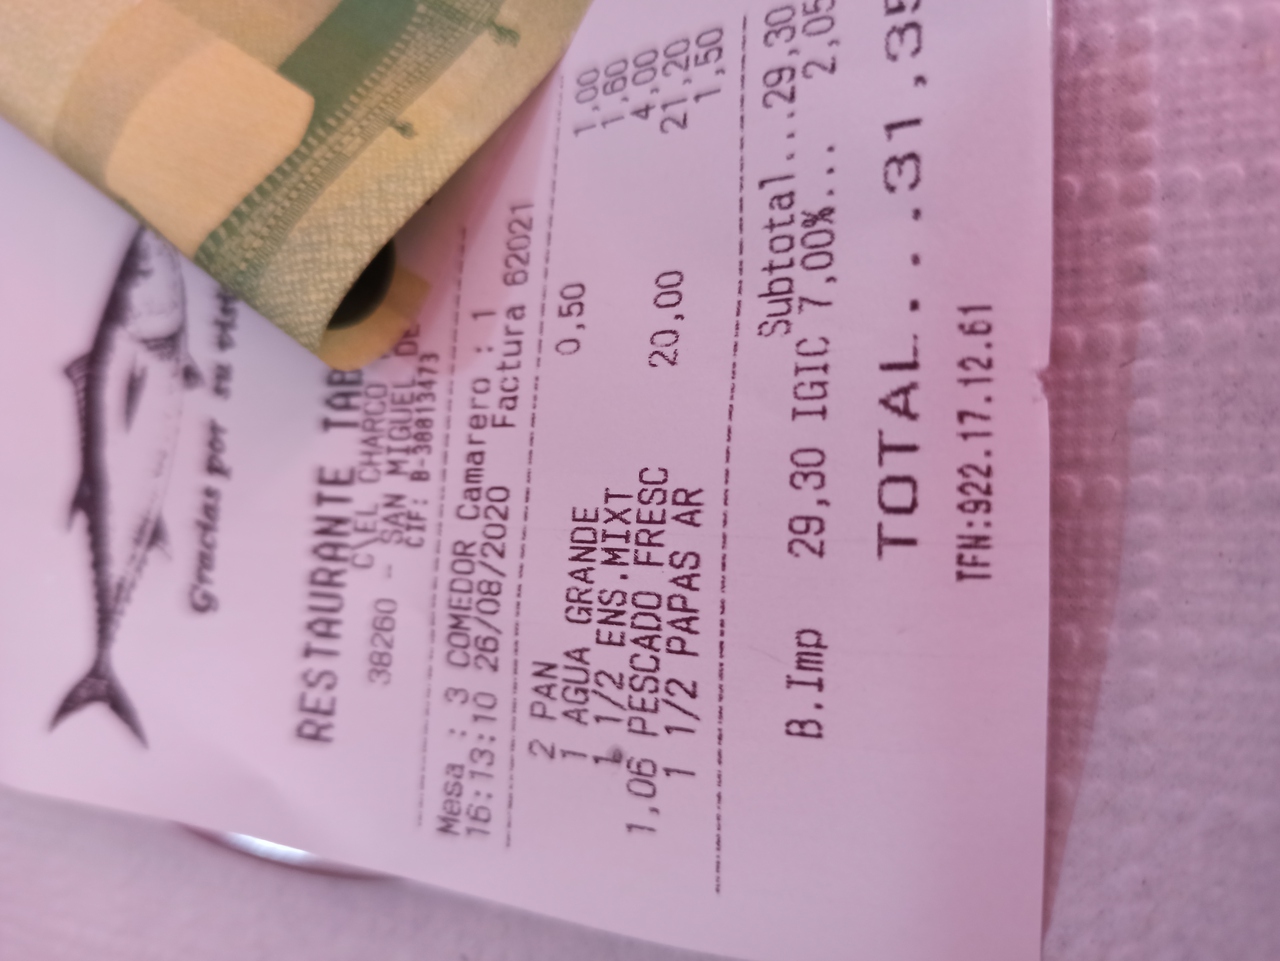 Gracias por su
RESTAURANTE
C/EL CHARCO
38260 - SAN MIGUEL DE
CIF: B-38813473
Mesa : 3 COMEDOR Camarero : 1
16:13:10 26/08/2020 Factura 62021
2 PAN 0,50 1,00
1 AGUA GRANDE 1,60
1 1/2 ENS.MIXT 4,00
1,06 PESCADO FRESC 20,00 21,20
1 1/2 PAPAS AR 1,50
Subtotal...29,30
B.Imp 29,30 IGIC 7,00%... 2,05
TOTAL....31,35
TFN:922.17.12.61